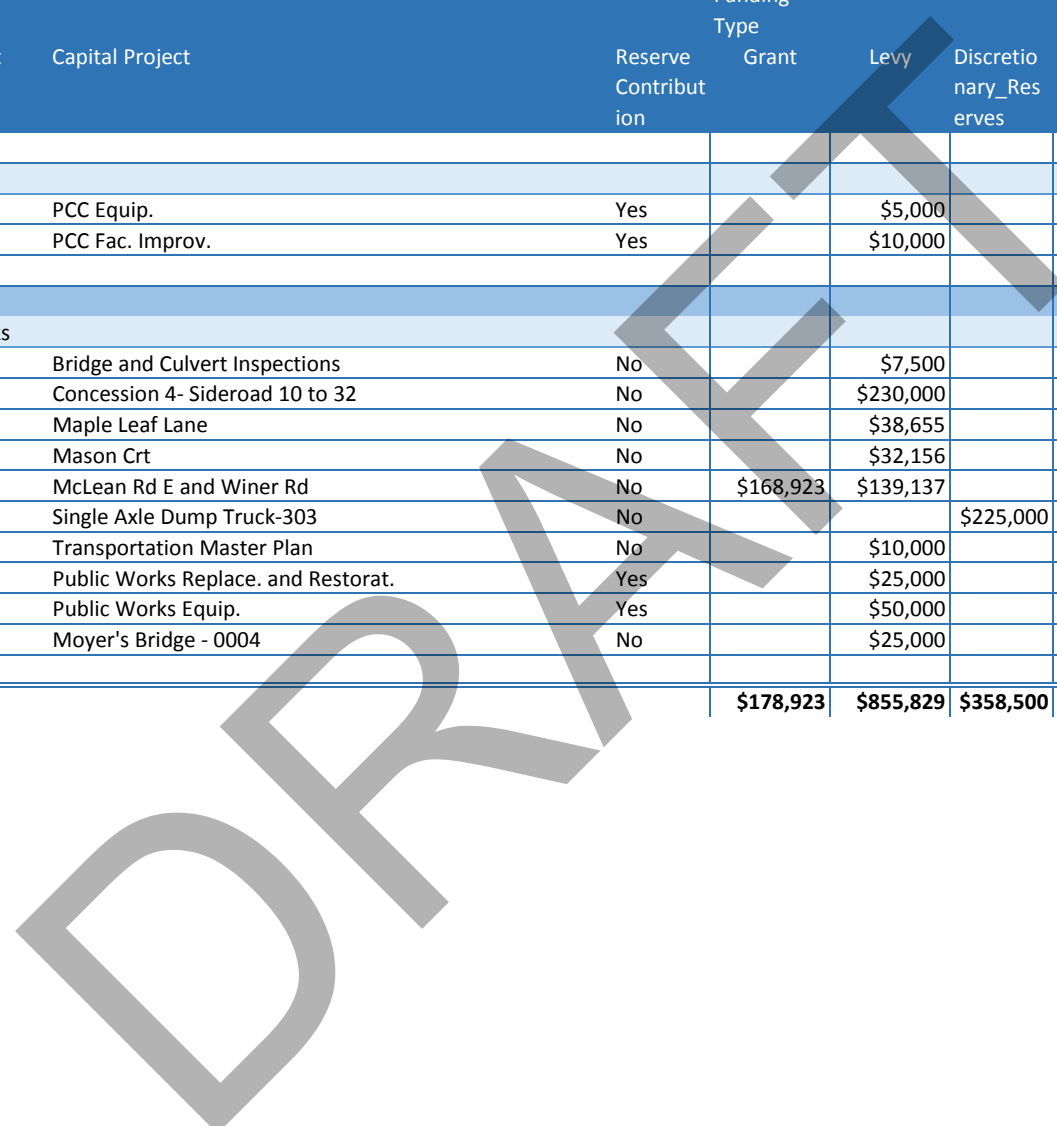 Funding
Type
Capital Project Reserve Contribut ion Grant Levy Discretio nary_Res erves
PCC Equip. Yes $5,000
PCC Fac. Improv. Yes $10,000
s
Bridge and Culvert Inspections No $7,500
Concession 4- Sideroad 10 to 32 No $230,000
Maple Leaf Lane No $38,655
Mason Crt No $32,156
McLean Rd E and Winer Rd No $168,923 $139,137
Single Axle Dump Truck-303 No $225,000
Transportation Master Plan No $10,000
Public Works Replace. and Restorat. Yes $25,000
Public Works Equip. Yes $50,000
Moyer's Bridge - 0004 No $25,000
$178,923 $855,829 $358,500
DRAFT